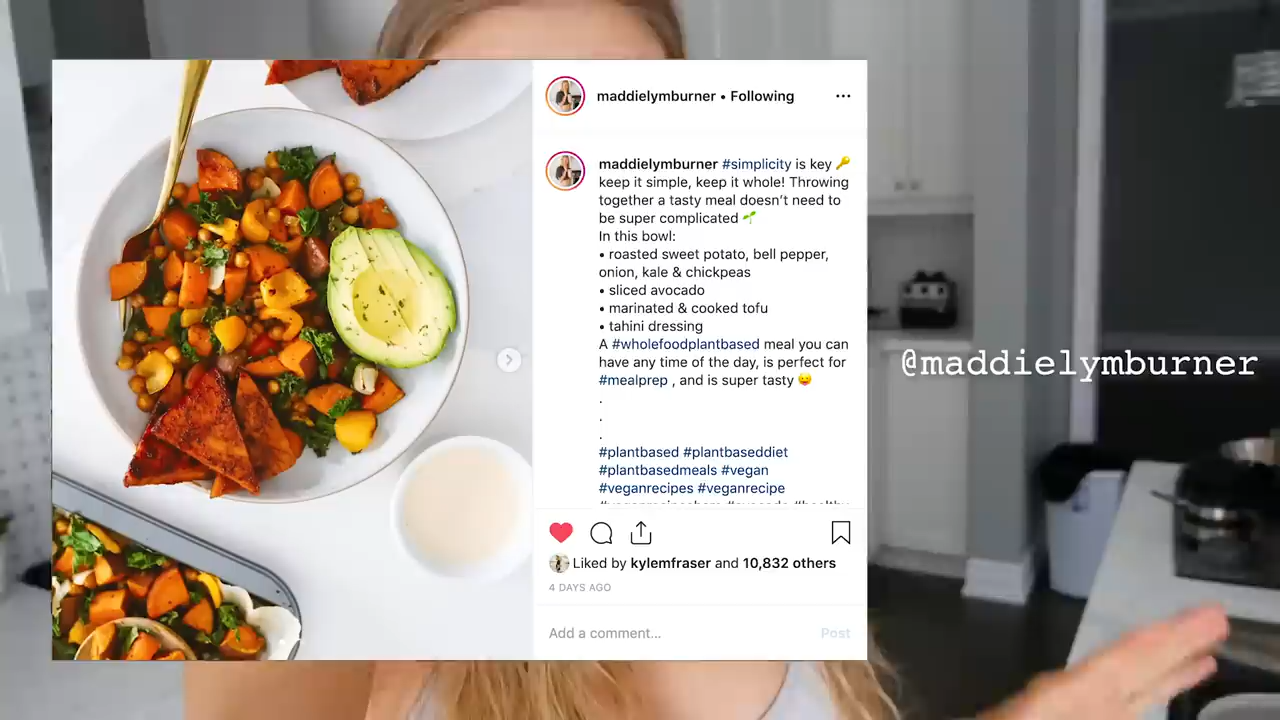 maddielymburner • Following
maddielymburner #simplicity is key 🔑
keep it simple, keep it whole! Throwing
together a tasty meal doesn't need to
be super complicated 🌱
In this bowl:
• roasted sweet potato, bell pepper,
onion, kale & chickpeas
• sliced avocado
• marinated & cooked tofu
• tahini dressing
A #wholefoodplantbased meal you can
have any time of the day, is perfect for
#mealprep , and is super tasty 😛
.
.
.
#plantbased #plantbaseddiet
#plantbasedmeals #vegan
#veganrecipes #veganrecipe
Liked by kylemfraser and 10,832 others
4 DAYS AGO
Add a comment... Post
@maddielymburner